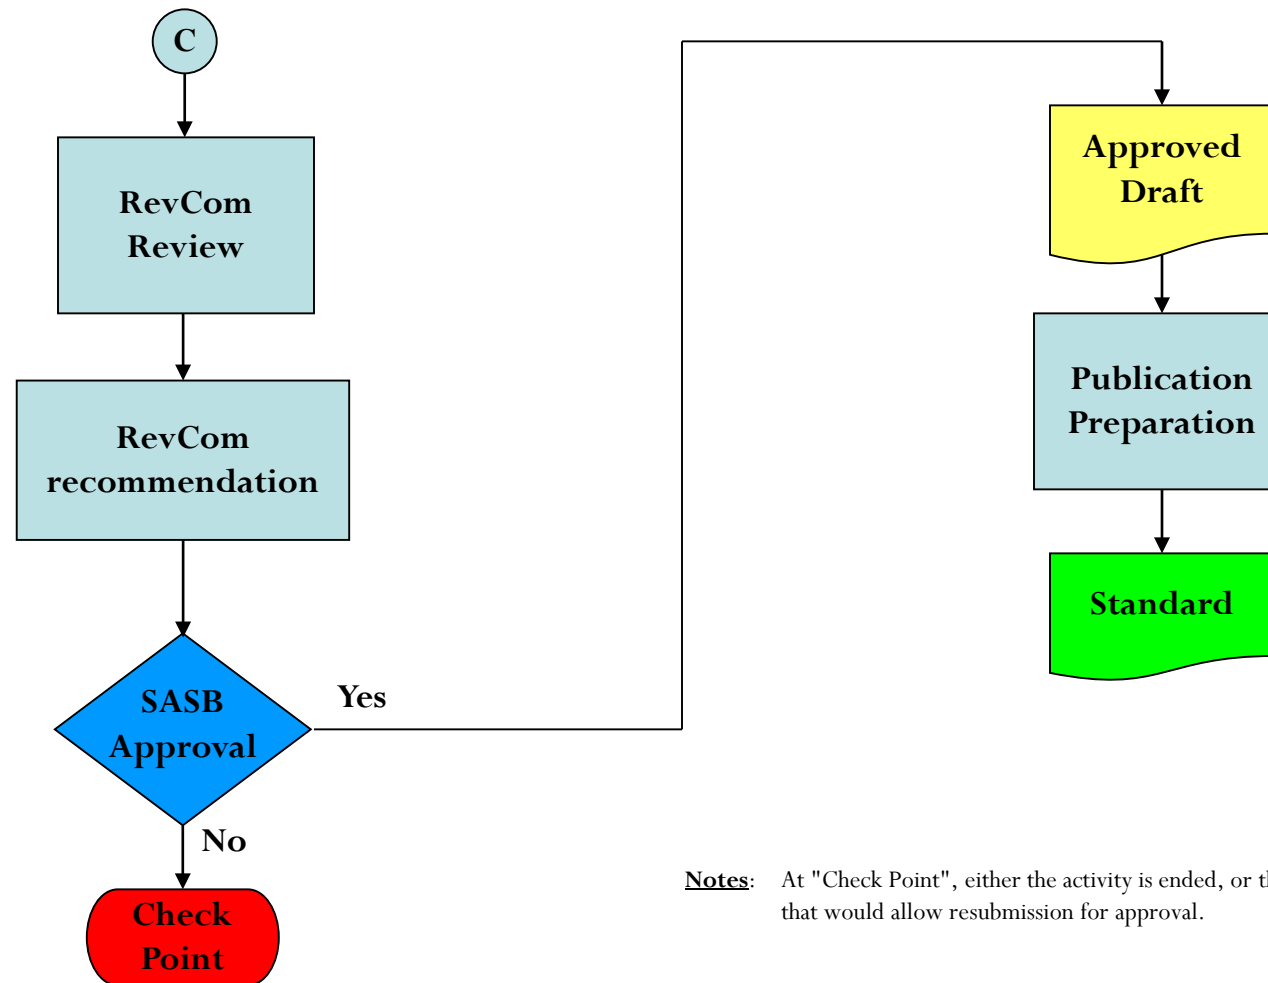 C
RevCom
Review
RevCom
recommendation
SASB
Approval
Yes
No
Check
Point
Approved
Draft
Publication
Preparation
Standard
Notes: At "Check Point", either the activity is ended, or
that would allow resubmission for approval.